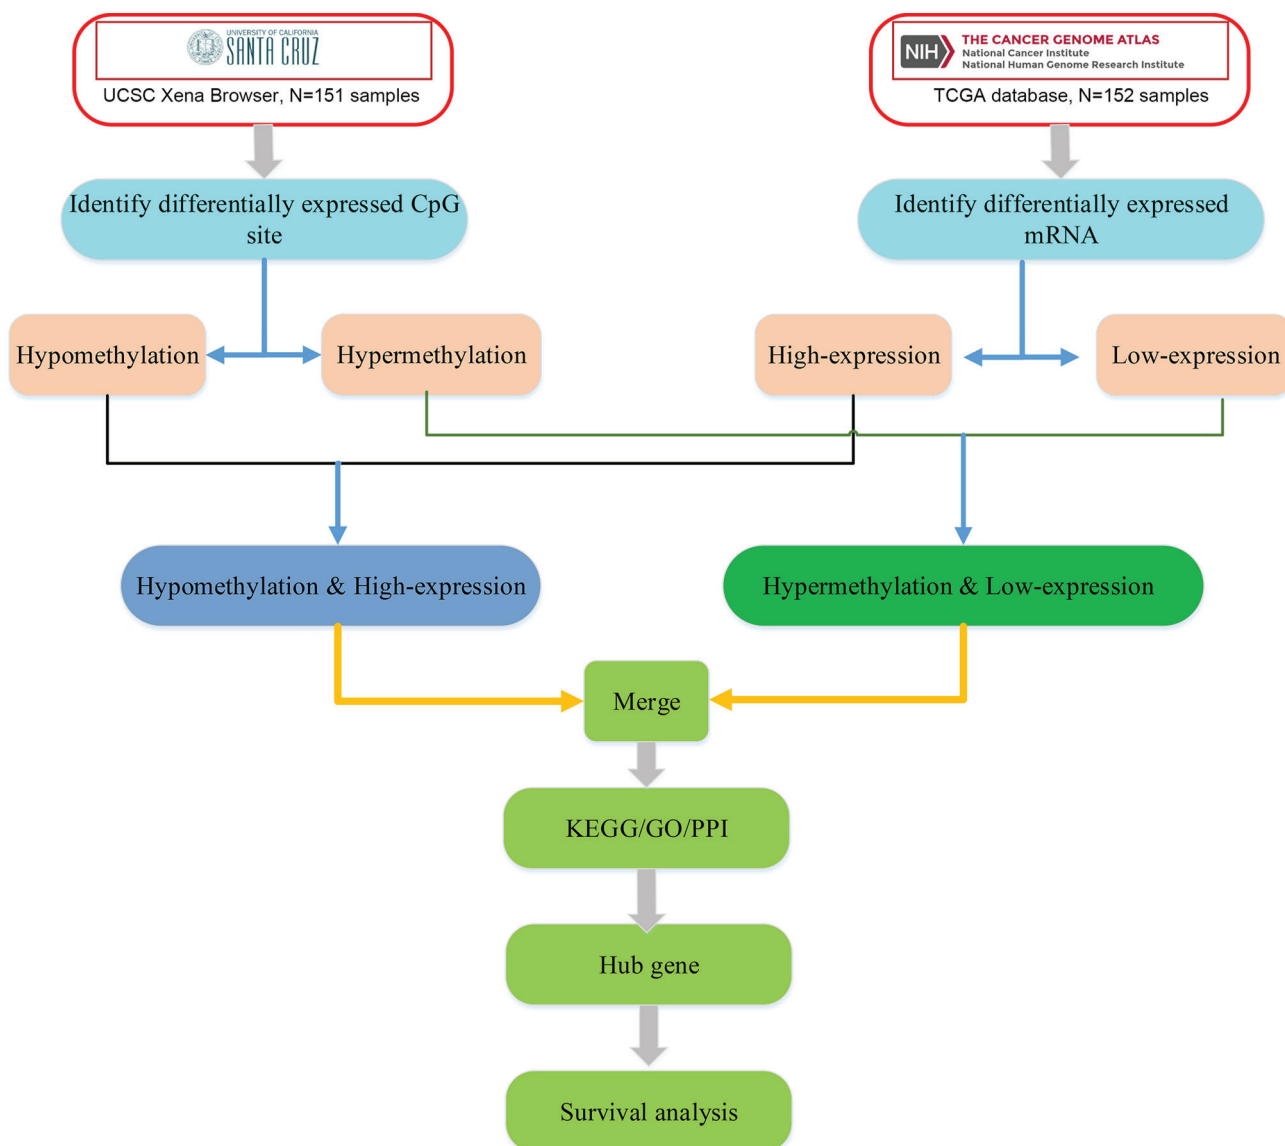 UNIVERSITY OF CALIFORNIA
SANTA CRUZ
UCSC Xena Browser, N=151 samples
NIH
THE CANCER GENOME ATLAS
National Cancer Institute
National Human Genome Research Institute
TCGA database, N=152 samples
Identify differentially expressed CpG
site
Identify differentially expressed
mRNA
Hypomethylation
Hypermethylation
High-expression
Low-expression
Hypomethylation & High-expression
Hypermethylation & Low-expression
Merge
KEGG/GO/PPI
Hub gene
Survival analysis